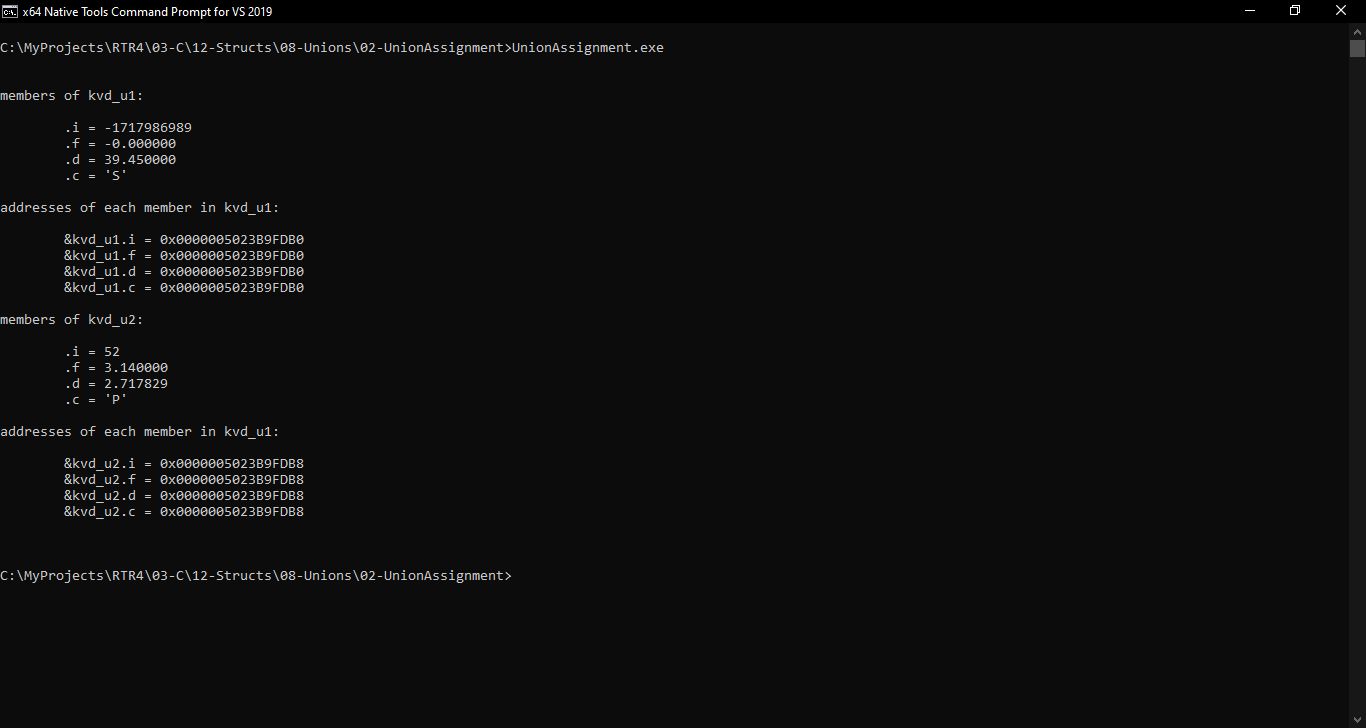 x64 Native Tools Command Prompt for VS 2019
C:\MyProjects\RTR4\03-C\12-Structs\08-Unions\02-UnionAssignment>UnionAssignment.exe
members of kvd_u1:
.i = -1717986989
.f = -0.000000
.d = 39.450000
.c = 'S'
addresses of each member in kvd_u1:
&kvd_u1.i = 0x0000005023B9FDB0
&kvd_u1.f = 0x0000005023B9FDB0
&kvd_u1.d = 0x0000005023B9FDB0
&kvd_u1.c = 0x0000005023B9FDB0
members of kvd_u2:
.i = 52
.f = 3.140000
.d = 2.717829
.c = 'P'
addresses of each member in kvd_u1:
&kvd_u2.i = 0x0000005023B9FDB8
&kvd_u2.f = 0x0000005023B9FDB8
&kvd_u2.d = 0x0000005023B9FDB8
&kvd_u2.c = 0x0000005023B9FDB8
C:\MyProjects\RTR4\03-C\12-Structs\08-Unions\02-UnionAssignment>